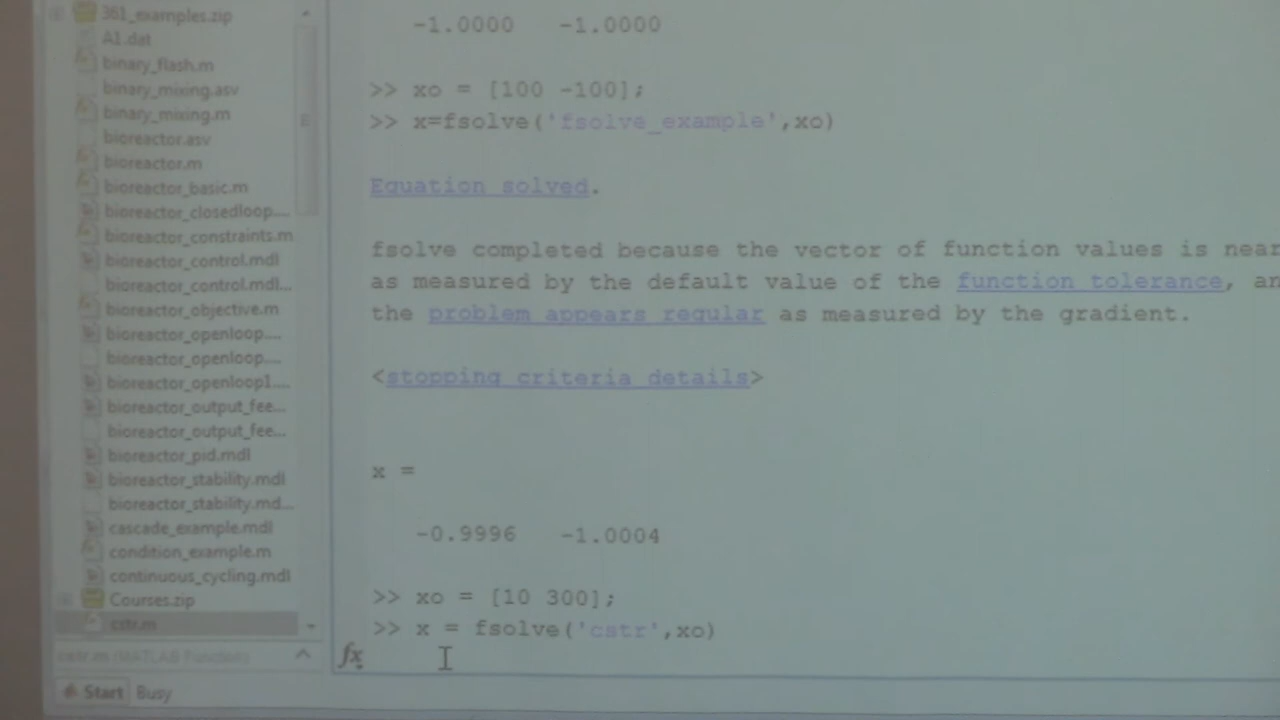 361_examples.zip
A1.dat
binary_flash.m
binary_mixing.asv
binary_mixing.m
bioreactor.asv
bioreactor.m
bioreactor_basic.m
bioreactor_closedloop....
bioreactor_constraints.m
bioreactor_control.mdl
bioreactor_control.mdl...
bioreactor_objective.m
bioreactor_openloop....
bioreactor_openloop....
bioreactor_openloop1....
bioreactor_output_fee...
bioreactor_output_fee...
bioreactor_pid.mdl
bioreactor_stability.mdl
bioreactor_stability.md...
cascade_example.mdl
condition_example.m
continuous_cycling.mdl
Courses.zip
cstr.m
cstr.m (MATLAB Function)
Start Busy
-1.0000 -1.0000
>> xo = [100 -100];
>> x=fsolve('fsolve_example',xo)
Equation solved.
fsolve completed because the vector of function values is near
as measured by the default value of the function tolerance, an
the problem appears regular as measured by the gradient.
<stopping criteria details>
x =
-0.9996 -1.0004
>> xo = [10 300];
>> x = fsolve('cstr',xo)
fx